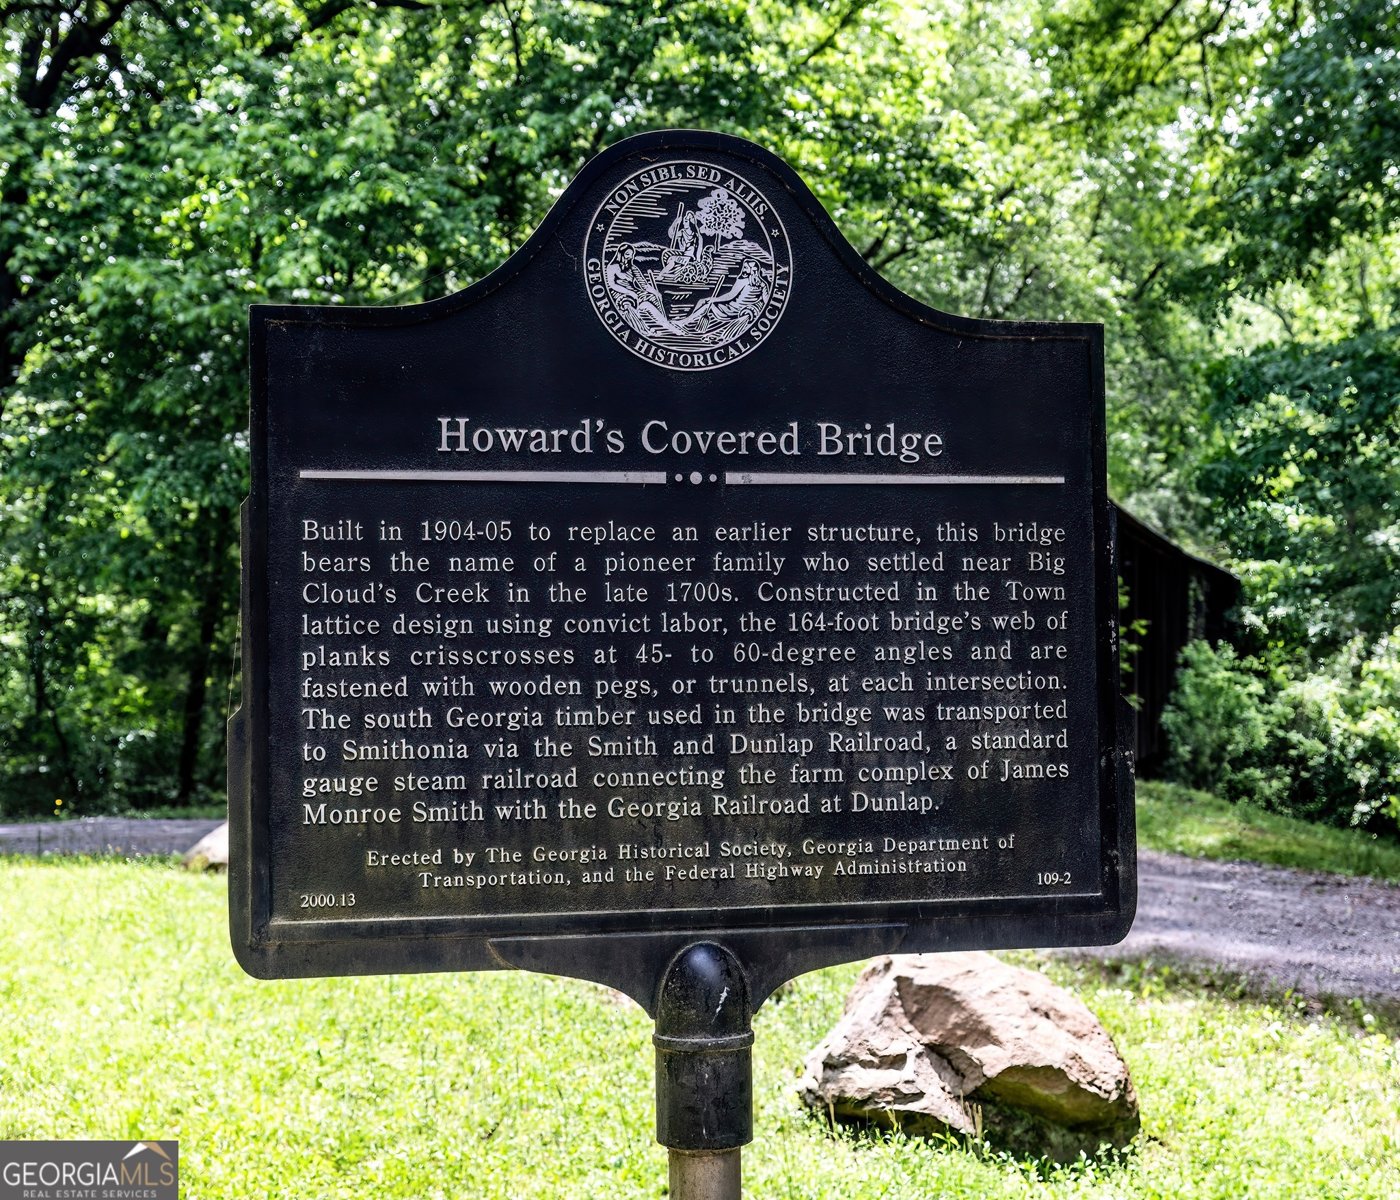 NON SIBI, SED ALIIS.
GEORGIA HISTORICAL SOCIETY
Howard's Covered Bridge
Built in 1904-05 to replace an earlier structure, this bridge
bears the name of a pioneer family who settled near Big
Cloud's Creek in the late 1700s. Constructed in the Town
lattice design using convict labor, the 164-foot bridge's web of
planks crisscrosses at 45- to 60-degree angles and are
fastened with wooden pegs, or trunnels, at each intersection.
The south Georgia timber used in the bridge was transported
to Smithonia via the Smith and Dunlap Railroad, a standard
gauge steam railroad connecting the farm complex of James
Monroe Smith with the Georgia Railroad at Dunlap.
Erected by The Georgia Historical Society, Georgia Department of
Transportation, and the Federal Highway Administration
2000.13 109-2
GEORGIAMLS
REAL ESTATE SERVICES